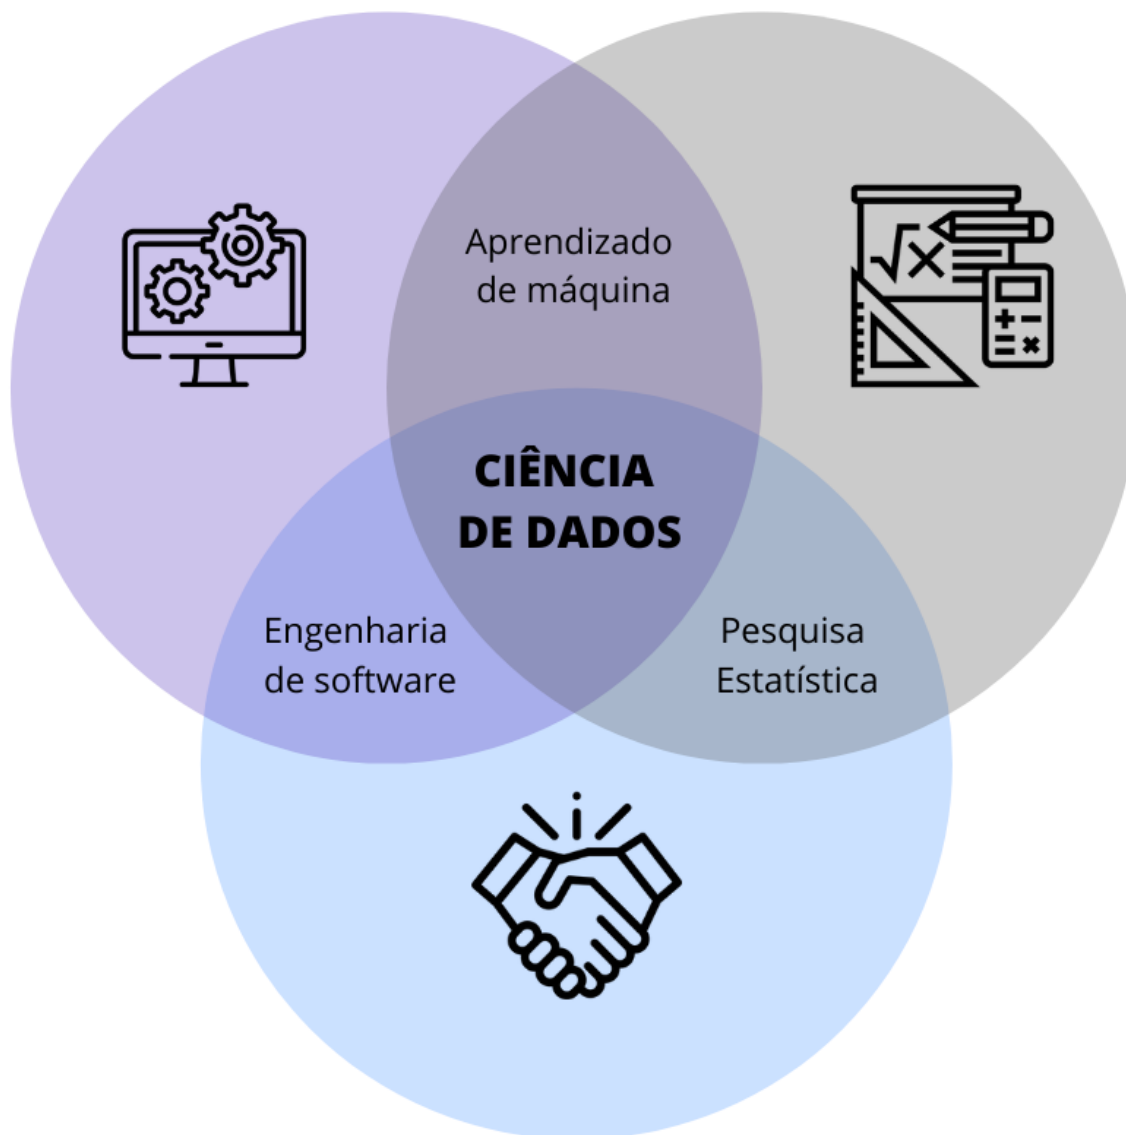 Aprendizado
de máquina
CIÊNCIA
DE DADOS
Engenharia
de software
Pesquisa
Estatística